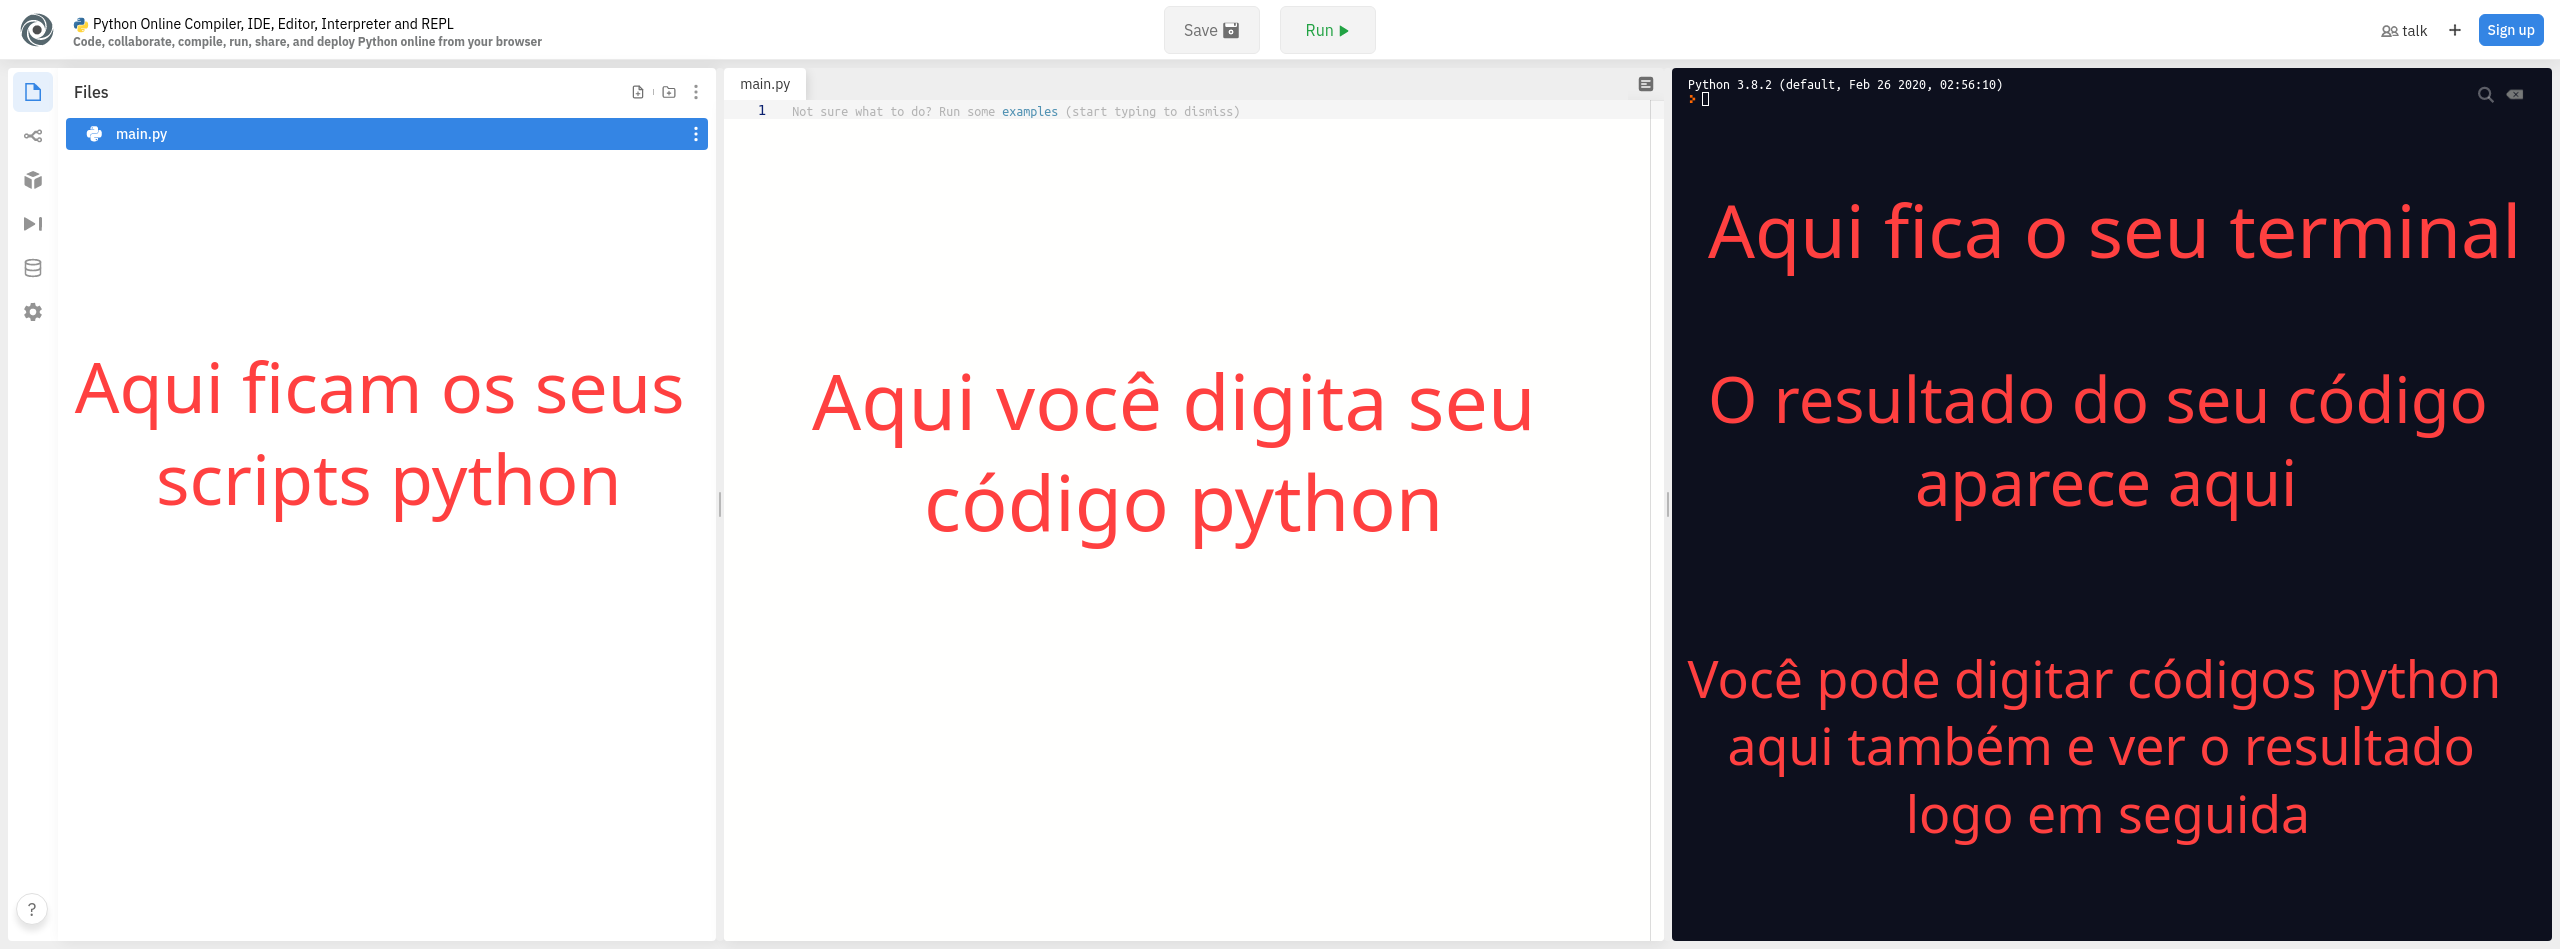 Python Online Compiler, IDE, Editor, Interpreter and REPL
Code, collaborate, compile, run, share, and deploy Python online from your browser
Save
Run
talk
Sign up
Files
main.py
Aqui ficam os seus
scripts python
?
main.py
1 Not sure what to do? Run some examples (start typing to dismiss)
Aqui você digita seu
código python
Python 3.8.2 (default, Feb 26 2020, 02:56:10)
Aqui fica o seu terminal
O resultado do seu código
aparece aqui
Você pode digitar códigos python
aqui também e ver o resultado
logo em seguida